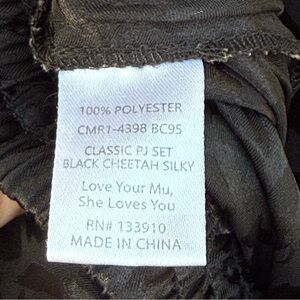 100% POLYESTER
CMR1-4398 BC95
CLASSIC PJ SET
BLACK CHEETAH SILKY
Love Your Mu,
She Loves You
RN# 133910
MADE IN CHINA